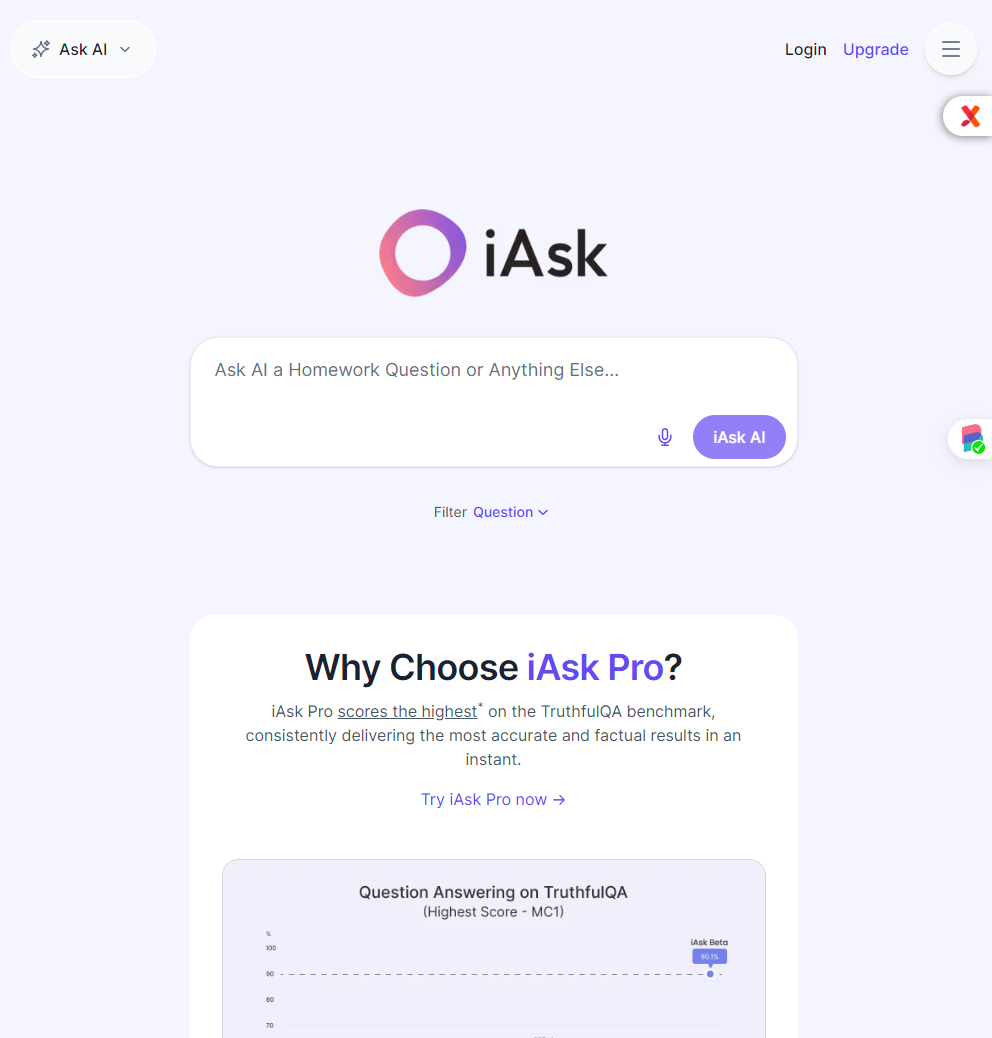 Ask AI
Login Upgrade
iAsk
Ask AI a Homework Question or Anything Else...
iAsk AI
Filter Question
Why Choose iAsk Pro?
iAsk Pro scores the highest* on the TruthfulQA benchmark,
consistently delivering the most accurate and factual results in an
instant.
Try iAsk Pro now →
Question Answering on TruthfulQA
(Highest Score - MC1)
%
iAsk Beta
100
90.1%
90
80
70